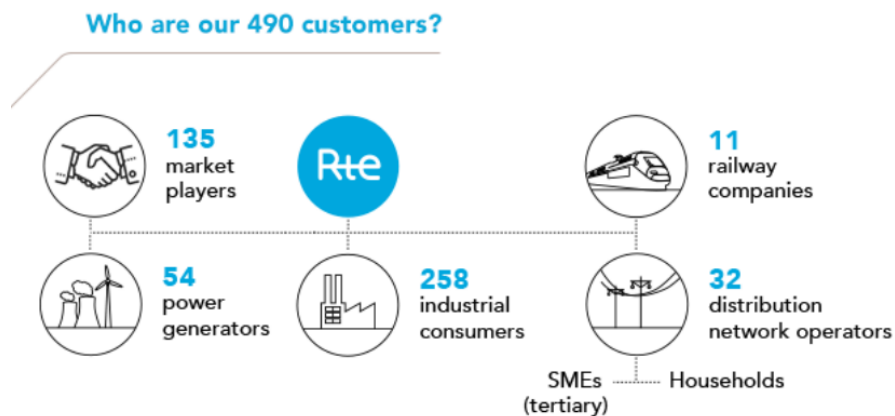 Who are our 490 customers?
135
market
players
Rte
11
railway
companies
54
power
generators
258
industrial
consumers
32
distribution
network operators
SMEs
(tertiary)
Households